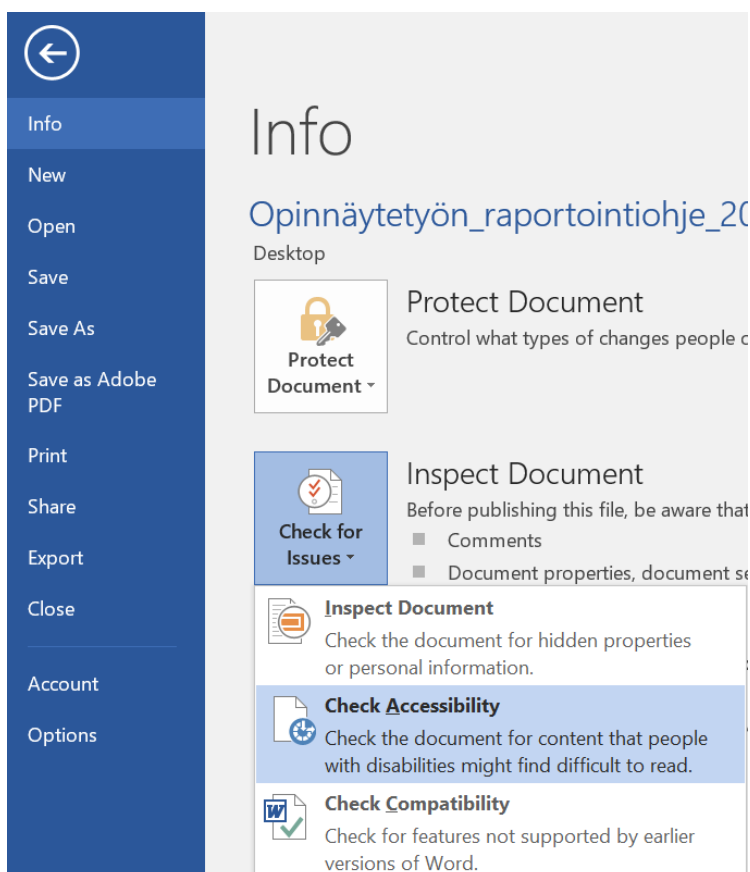 Info
New
Open
Save
Save As
Save as Adobe
PDF
Print
Share
Export
Close
Account
Options
Info
Opinnäytetyön_raportointiohje_20
Desktop
Protect
Document
Protect Document
Control what types of changes people
Check for
Issues
Inspect Document
Before publishing this file, be aware that
Comments
Document properties, document
Inspect Document
Check the document for hidden properties
or personal information.
Check Accessibility
Check the document for content that people
with disabilities might find difficult to read.
Check Compatibility
Check for features not supported by earlier
versions of Word.